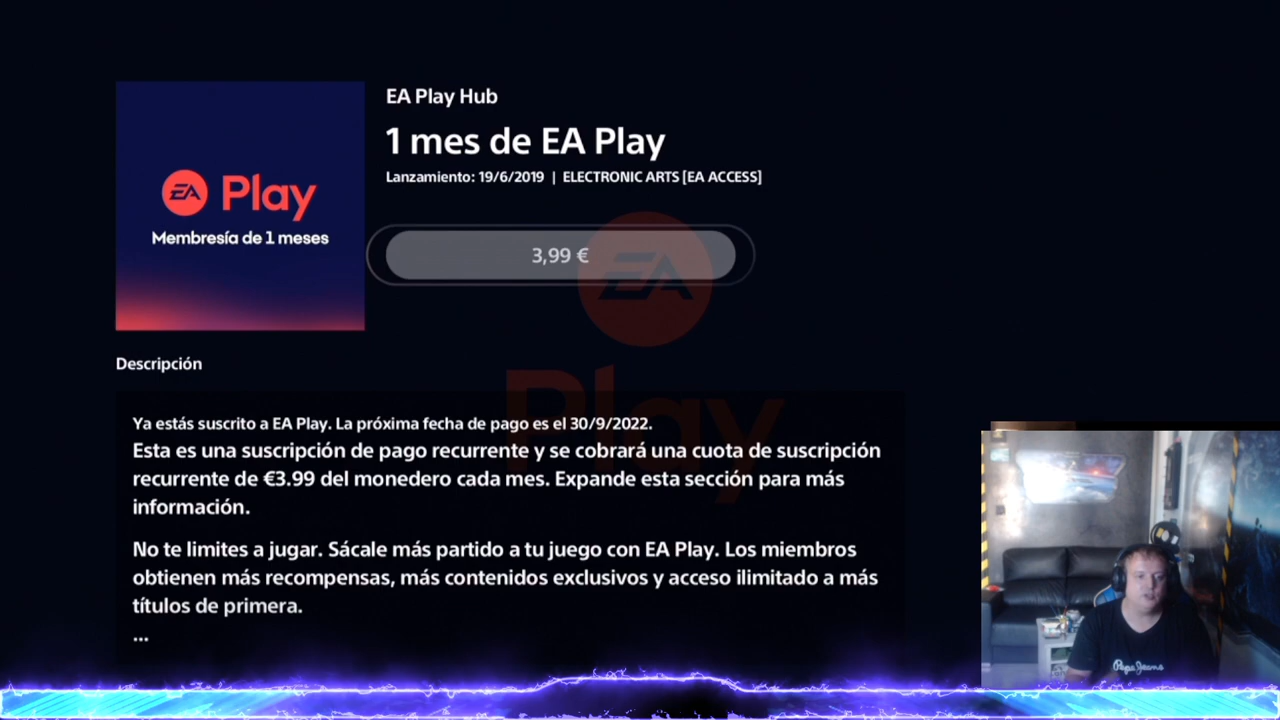 EA Play Hub
1 mes de EA Play
Lanzamiento: 19/6/2019 | ELECTRONIC ARTS [EA ACCESS]
EA Play
Membresía de 1 meses
3,99 €
EA
Play
Descripción
Ya estás suscrito a EA Play. La próxima fecha de pago es el 30/9/2022.
Esta es una suscripción de pago recurrente y se cobrará una cuota de suscripción
recurrente de €3.99 del monedero cada mes. Expande esta sección para más
información.
No te limites a jugar. Sácale más partido a tu juego con EA Play. Los miembros
obtienen más recompensas, más contenidos exclusivos y acceso ilimitado a más
títulos de primera.
...
Pepe Jeans